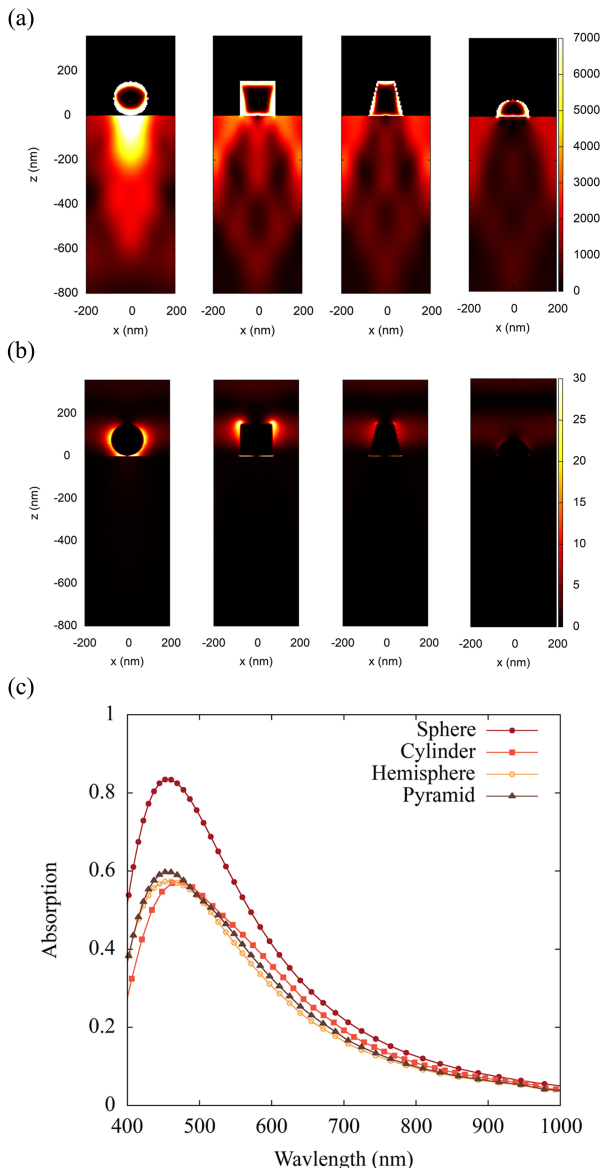 (a)
7000
200
6000
0
5000
z (nm)
-200
4000
3000
-400
2000
-600
1000
-800
0
-200 0 200 -200 0 200 -200 0 200 -200 0 200
x (nm) x (nm) x (nm) x (nm)
(b)
30
200
25
0
20
z (nm)
-200
15
-400
10
-600
5
-800
0
-200 0 200 -200 0 200 -200 0 200 -200 0 200
x (nm) x (nm) x (nm) x (nm)
(c)
1
Sphere
Cylinder
Hemisphere
Pyramid
0.8
0.6
Absorption
0.4
0.2
0
400 500 600 700 800 900 1000
Wavlength (nm)